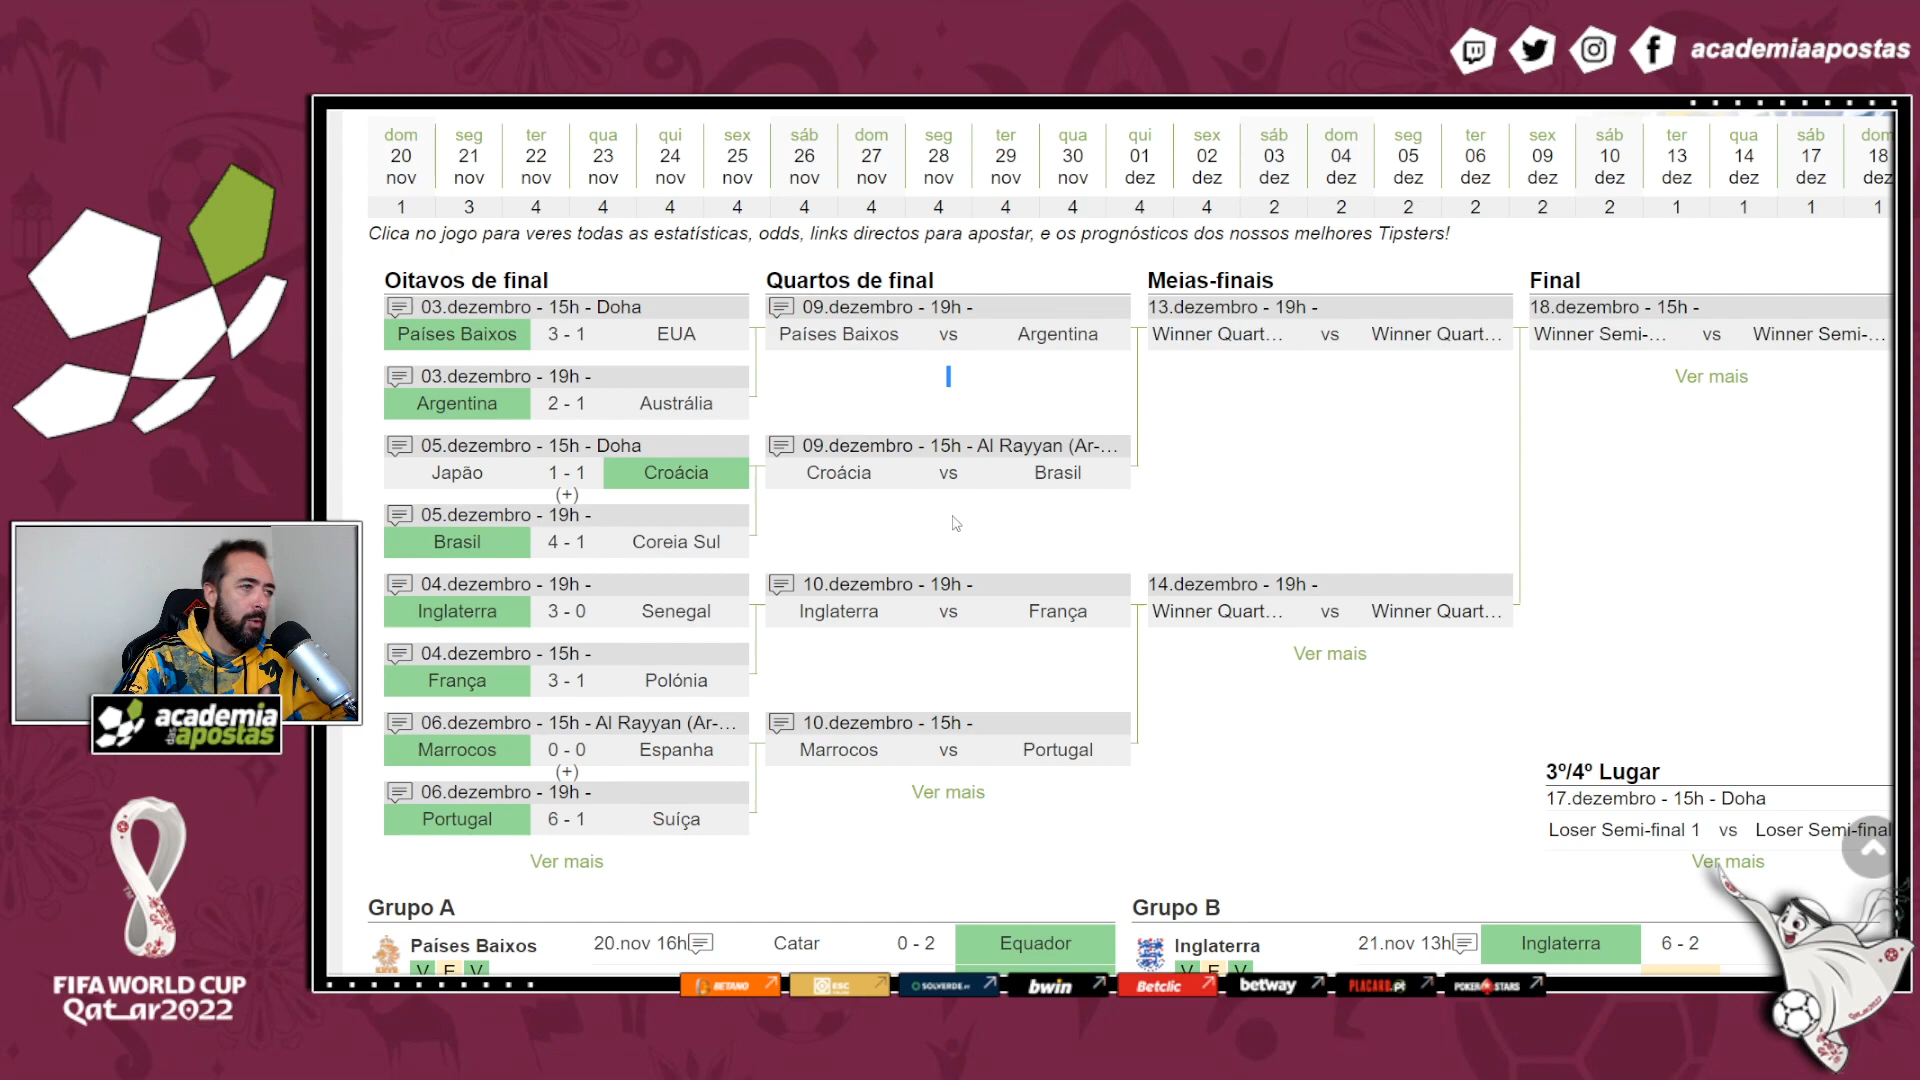 academiaapostas
dom seg ter qua qui sex sáb dom seg ter qua qui sex sáb dom seg ter sex sáb ter qua sáb dom
20 21 22 23 24 25 26 27 28 29 30 01 02 03 04 05 06 09 10 13 14 17 18
nov nov nov nov nov nov nov nov nov nov nov dez dez dez dez dez dez dez dez dez dez dez dez
1 3 4 4 4 4 4 4 4 4 4 4 4 2 2 2 2 2 2 1 1 1 1
Clica no jogo para veres todas as estatísticas, odds, links directos para apostar, e os prognósticos dos nossos melhores Tipsters!
Oitavos de final
03.dezembro - 15h - Doha
Países Baixos 3 - 1 EUA
03.dezembro - 19h -
Argentina 2 - 1 Austrália
05.dezembro - 15h - Doha
Japão 1 - 1 Croácia
(+)
05.dezembro - 19h -
Brasil 4 - 1 Coreia Sul
04.dezembro - 19h -
Inglaterra 3 - 0 Senegal
04.dezembro - 15h -
França 3 - 1 Polónia
06.dezembro - 15h - Al Rayyan (Ar-...
Marrocos 0 - 0 Espanha
(+)
06.dezembro - 19h -
Portugal 6 - 1 Suíça
Ver mais
Quartos de final
09.dezembro - 19h -
Países Baixos vs Argentina
09.dezembro - 15h - Al Rayyan (Ar-...
Croácia vs Brasil
10.dezembro - 19h -
Inglaterra vs França
10.dezembro - 15h -
Marrocos vs Portugal
Ver mais
Meias-finais
13.dezembro - 19h -
Winner Quart... vs Winner Quart...
14.dezembro - 19h -
Winner Quart... vs Winner Quart...
Ver mais
Final
18.dezembro - 15h -
Winner Semi-... vs Winner Semi-...
Ver mais
3º/4º Lugar
17.dezembro - 15h - Doha
Loser Semi-final 1 vs Loser Semi-final
Ver mais
Grupo A
Países Baixos 20.nov 16h Catar 0 - 2 Equador
V E V
Grupo B
Inglaterra 21.nov 13h Inglaterra 6 - 2
V E V
academia
das apostas
FIFA WORLD CUP
Qatar2022
TM
BETANO
ESC ONLINE
SOLVERDE.PT
bwin
Betclic
betway
PLACARD.pt
POKERSTARS